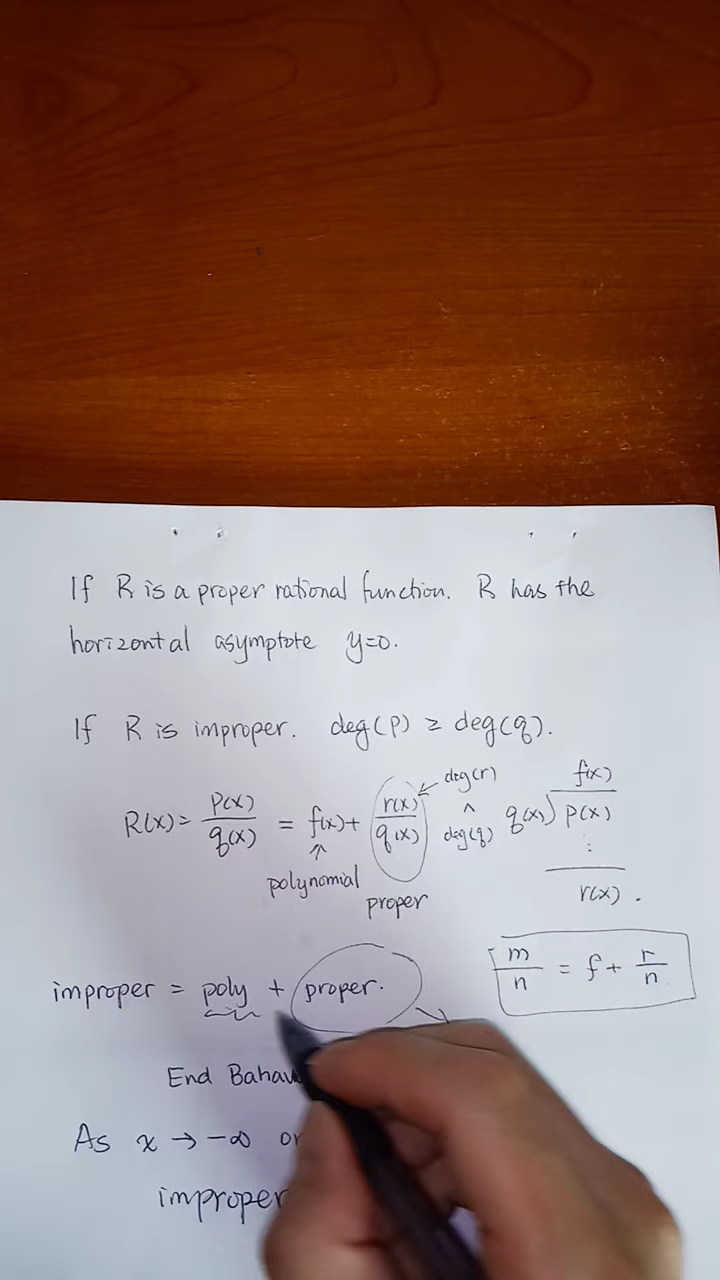 If R is a proper rational function. R has the
horizontal asymptote y=0.
If R is improper. deg(p) ≥ deg(q).
R(x)= p(x)/q(x) = f(x)+ r(x)/q(x)
polynomial
proper
deg(r)
^
deg(q)
f(x)
q(x)) p(x)
:
r(x).
improper = poly + proper.
m/n = f + r/n
End
As x → -∞ or
improper